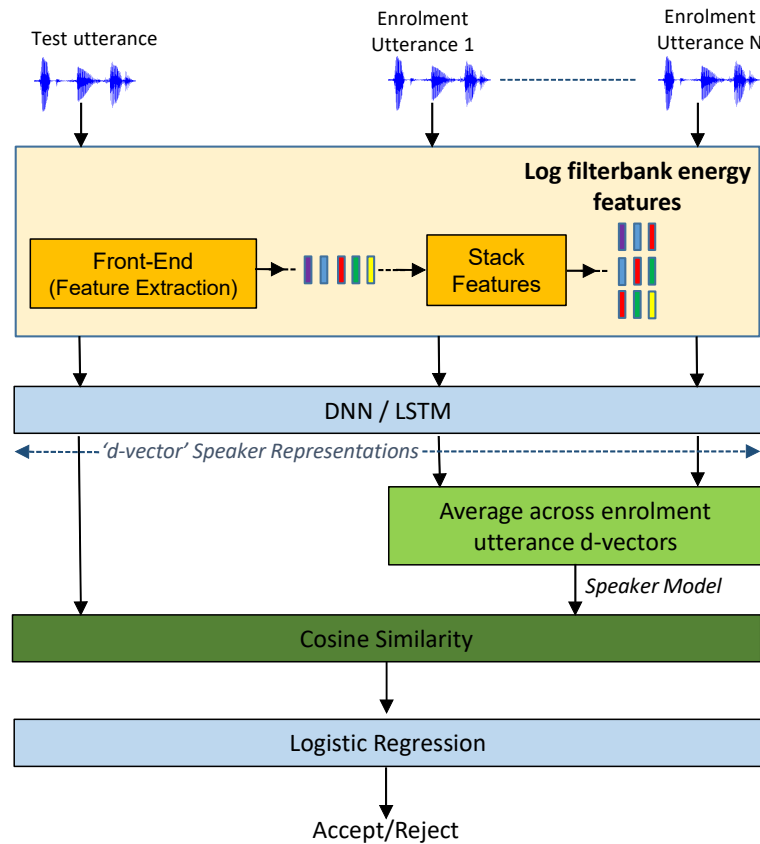 Test utterance
Enrolment
Utterance 1
Enrolment
Utterance N
Log filterbank energy
features
Front-End
(Feature Extraction)
Stack
Features
DNN / LSTM
‘d-vector’ Speaker Representations
Average across enrolment
utterance d-vectors
Speaker Model
Cosine Similarity
Logistic Regression
Accept/Reject